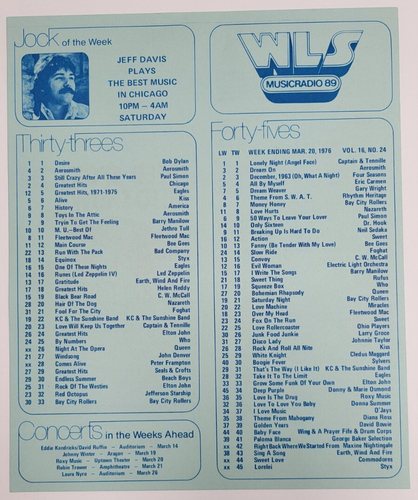 Jock of the Week
JEFF DAVIS
PLAYS
THE BEST MUSIC
IN CHICAGO
10PM – 4AM
SATURDAY
WLS
MUSICRADIO 89
Thirty-threes
1 1 Desire Bob Dylan
4 2 Aerosmith Aerosmith
3 3 Still Crazy After All These Years Paul Simon
2 4 Greatest Hits Chicago
12 5 Greatest Hits, 1971-1975 Eagles
5 6 Alive Kiss
6 7 History America
8 8 Toys In The Attic Aerosmith
7 9 Tryin To Get The Feeling Barry Manilow
10 10 M. U.–Best Of Jethro Tull
9 11 Fleetwood Mac Fleetwood Mac
11 12 Main Course Bee Gees
22 13 Run With The Pack Bad Company
18 14 Equinox Styx
15 One Of These Nights Eagles
16 Runes (Led Zeppelin IV) Led Zeppelin
13 17 Gratitude Earth, Wind And Fire
17 18 Greatest Hits Helen Reddy
15 19 Black Bear Road C. W. McCall
28 20 Hair Of The Dog Nazareth
31 21 Fool For The City Foghat
19 22 KC & The Sunshine Band KC & The Sunshine Band
20 23 Love Will Keep Us Together Captain & Tennille
26 24 Greatest Hits Elton John
24 25 By Numbers Who
xx 26 Night At The Opera Queen
21 27 Windsong John Denver
xx 28 Comes Alive Peter Frampton
27 29 Greatest Hits Seals & Crofts
29 30 Endless Summer Beach Boys
25 31 Rock Of The Westies Elton John
23 32 Red Octopus Jefferson Starship
30 33 Bay City Rollers Bay City Rollers
Concerts in the Weeks Ahead
Eddie Kendricks/David Ruffin – Auditorium – March 14
Johnny Winter – Aragon – March 19
Roxy Music – Uptown Theater – March 20
Robin Trower – Amphitheatre – March 21
Laura Nyro – Auditorium – March 26
Forty-fives
LW TW WEEK ENDING MAR. 20, 1976 VOL. 16, NO. 24
1 1 Lonely Night (Angel Face) Captain & Tennille
2 2 Dream On Aerosmith
3 3 December, 1963 (Oh, What A Night) Four Seasons
5 4 All By Myself Eric Carmen
7 5 Dream Weaver Gary Wright
4 6 Theme From S. W. A. T. Rhythm Heritage
8 7 Money Honey Bay City Rollers
11 8 Love Hurts Nazareth
6 9 50 Ways To Leave Your Lover Paul Simon
14 10 Only Sixteen Dr. Hook
9 11 Breaking Up Is Hard To Do Neil Sedaka
16 12 Action Sweet
10 13 Fanny (Be Tender With My Love) Bee Gees
24 14 Slow Ride Foghat
13 15 Convoy C. W. McCall
12 16 Evil Woman Electric Light Orchestra
15 17 I Write The Songs Barry Manilow
21 18 Sweet Thing Rufus
17 19 Squeeze Box Who
27 20 Bohemian Rhapsody Queen
19 21 Saturday Night Bay City Rollers
20 22 Love Machine Miracles
18 23 Over My Head Fleetwood Mac
23 24 Fox On The Run Sweet
22 25 Love Rollercoaster Ohio Players
30 26 Junk Food Junkie Larry Groce
31 27 Disco Lady Johnnie Taylor
26 28 Rock And Roll All Nite Kiss
25 29 White Knight Cledus Maggard
40 30 Boogie Fever Sylvers
29 31 That's The Way (I Like It) KC & The Sunshine Band
28 32 Take It To The Limit Eagles
33 33 Grow Some Funk Of Your Own Elton John
45 34 Deep Purple Donny & Marie Osmond
35 35 Love Is The Drug Roxy Music
36 36 Love To Love You Baby Donna Summer
34 37 I Love Music O'Jays
35 38 Theme From Mahogany Diana Ross
37 39 Golden Years David Bowie
44 40 Baby Face Wing & A Prayer Fife & Drum Corps
39 41 Paloma Blanca George Baker Selection
xx 42 Right Back Where We Started From Maxine Nightingale
38 43 Sing A Song Earth, Wind And Fire
xx 44 Sweet Love Commodores
xx 45 Lorelei Styx